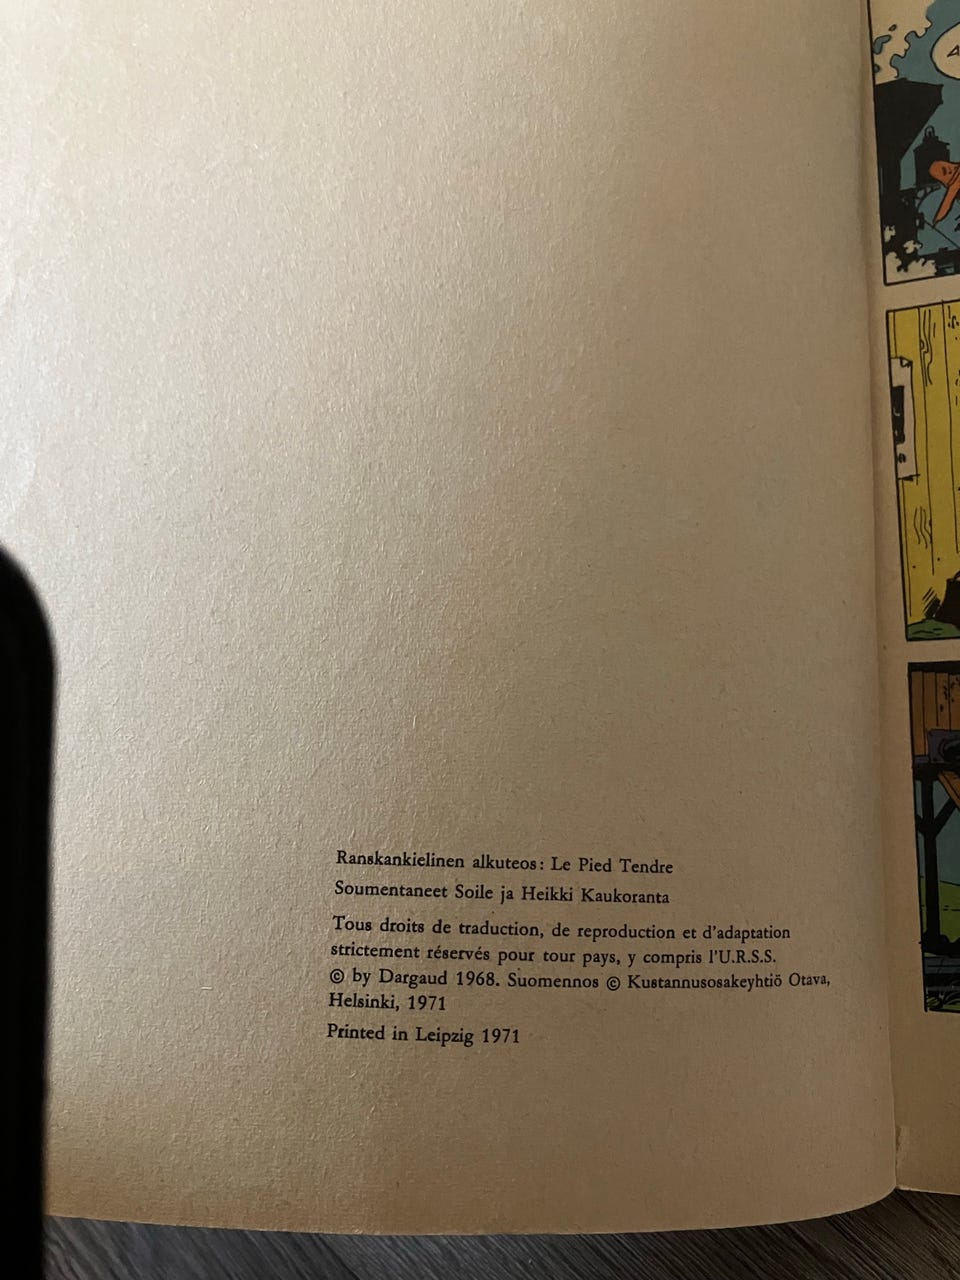 Ranskankielinen alkuteos: Le Pied Tendre
Soumentaneet Soile ja Heikki Kaukoranta
Tous droits de traduction, de reproduction et d'adaptation
strictement réservés pour tour pays, y compris l'U.R.S.S.
© by Dargaud 1968. Suomennos © Kustannusosakeyhtiö Otava,
Helsinki, 1971
Printed in Leipzig 1971